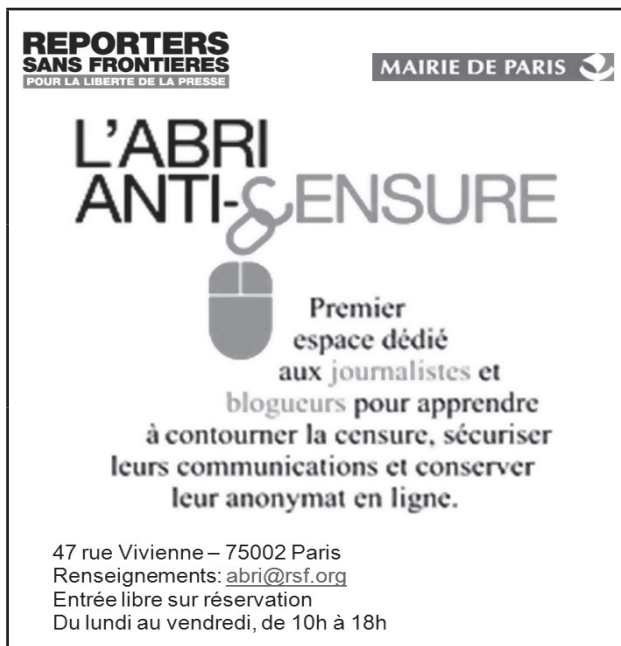 REPORTERS
SANS FRONTIERES
POUR LA LIBERTE DE LA PRESSE
MAIRIE DE PARIS
L'ABRI
ANTI-CENSURE
Premier
espace dédié
aux journalistes et
blogueurs pour apprendre
à contourner la censure, sécuriser
leurs communications et conserver
leur anonymat en ligne.
47 rue Vivienne – 75002 Paris
Renseignements: abri@rsf.org
Entrée libre sur réservation
Du lundi au vendredi, de 10h à 18h